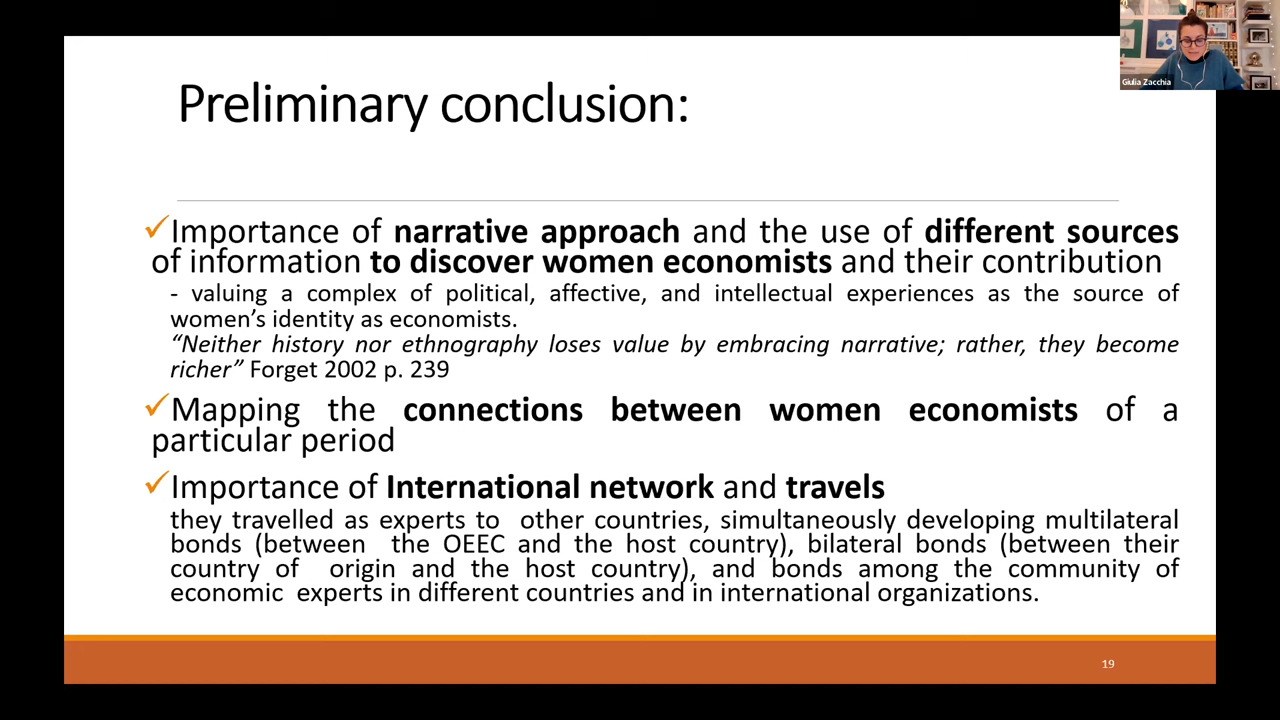 Giulia Zacchia
Preliminary conclusion:
Importance of narrative approach and the use of different sources
of information to discover women economists and their contribution
- valuing a complex of political, affective, and intellectual experiences as the source of
women’s identity as economists.
“Neither history nor ethnography loses value by embracing narrative; rather, they become
richer” Forget 2002 p. 239
Mapping the connections between women economists of a
particular period
Importance of International network and travels
they travelled as experts to other countries, simultaneously developing multilateral
bonds (between the OEEC and the host country), bilateral bonds (between their
country of origin and the host country), and bonds among the community of
economic experts in different countries and in international organizations.
19